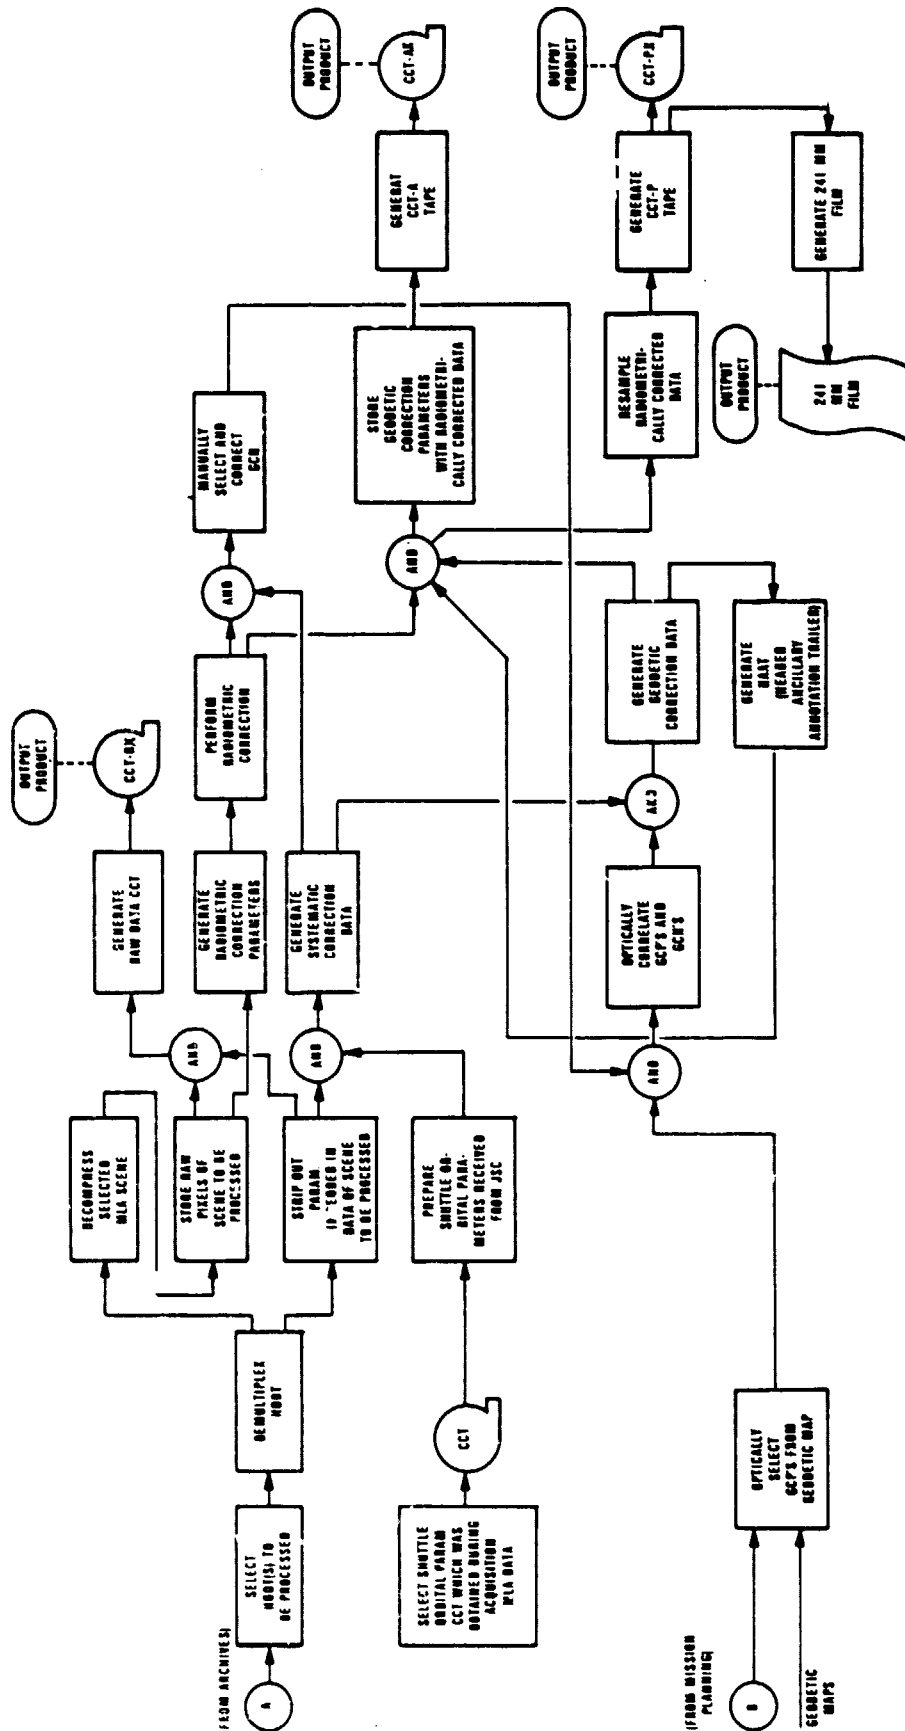 (FROM ARCHIVES)
A
SELECT
HDDT(S) TO
BE PROCESSED
DEMULTIPLEX
HDDT
DECOMPRESS
SELECTED
MLA SCENE
STORE RAW
PIXELS OF
SCENE TO BE
PROCESSED
STRIP OUT
PARAM.
IN
DATA OF SCENE
TO BE PROCESSED
AND
AND
GENERATE
RAW DATA CCT
OUTPUT
PRODUCT
CCT-BX
GENERATE
RADIOMETRIC
CORRECTION
PARAMETERS
PERFORM
RADIOMETRIC
CORRECTION
GENERATE
SYSTEMATIC
CORRECTION
DATA
AND
MANUALLY
SELECT AND
CORRECT
GCN
SELECT SHUTTLE
ORBITAL PARAM
CCT WHICH WAS
OBTAINED DURING
ACQUISITION
MLA DATA
CCT
PREPARE
SHUTTLE OR-
BITAL PARA-
METERS RECEIVED
FROM JSC
AND
STORE
GEODETIC
CORRECTION
PARAMETERS
WITH RADIOMETRI-
CALLY CORRECTED DATA
GENERAT
CCT-A
TAPE
OUTPUT
PRODUCT
CCT-AX
(FROM MISSION
PLANNING)
B
GEODETIC
MAPS
OPTICALLY
SELECT
GCP'S FROM
GEODETIC MAP
AND
OPTICALLY
CORRELATE
GCP'S AND
GCN'S
AND
GENERATE
GEODETIC
CORRECTION DATA
GENERATE
HAAT
(HEADER
ANCILLARY
ANNOTATION TRAILER)
RESAMPLE
RADIOMETRI-
CALLY CORRECTED
DATA
GENERATE
CCT-P
TAPE
OUTPUT
PRODUCT
CCT-PX
GENERATE 241 MM
FILM
OUTPUT
PRODUCT
241
MM
FILM